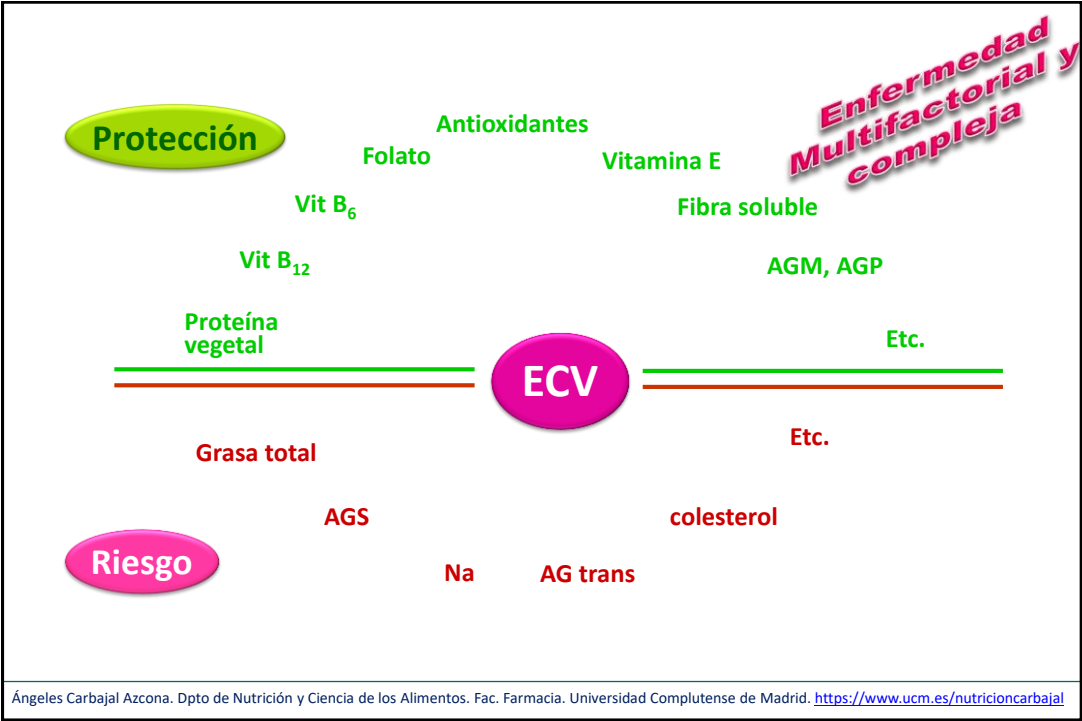 Enfermedad
Multifactorial y
compleja
Protección
Antioxidantes
Folato
Vitamina E
Vit B₆
Fibra soluble
Vit B₁₂
AGM, AGP
Proteína
vegetal
Etc.
ECV
Grasa total
Etc.
AGS
colesterol
Riesgo
Na
AG trans
Ángeles Carbajal Azcona. Dpto de Nutrición y Ciencia de los Alimentos. Fac. Farmacia. Universidad Complutense de Madrid. https://www.ucm.es/nutricioncarbajal